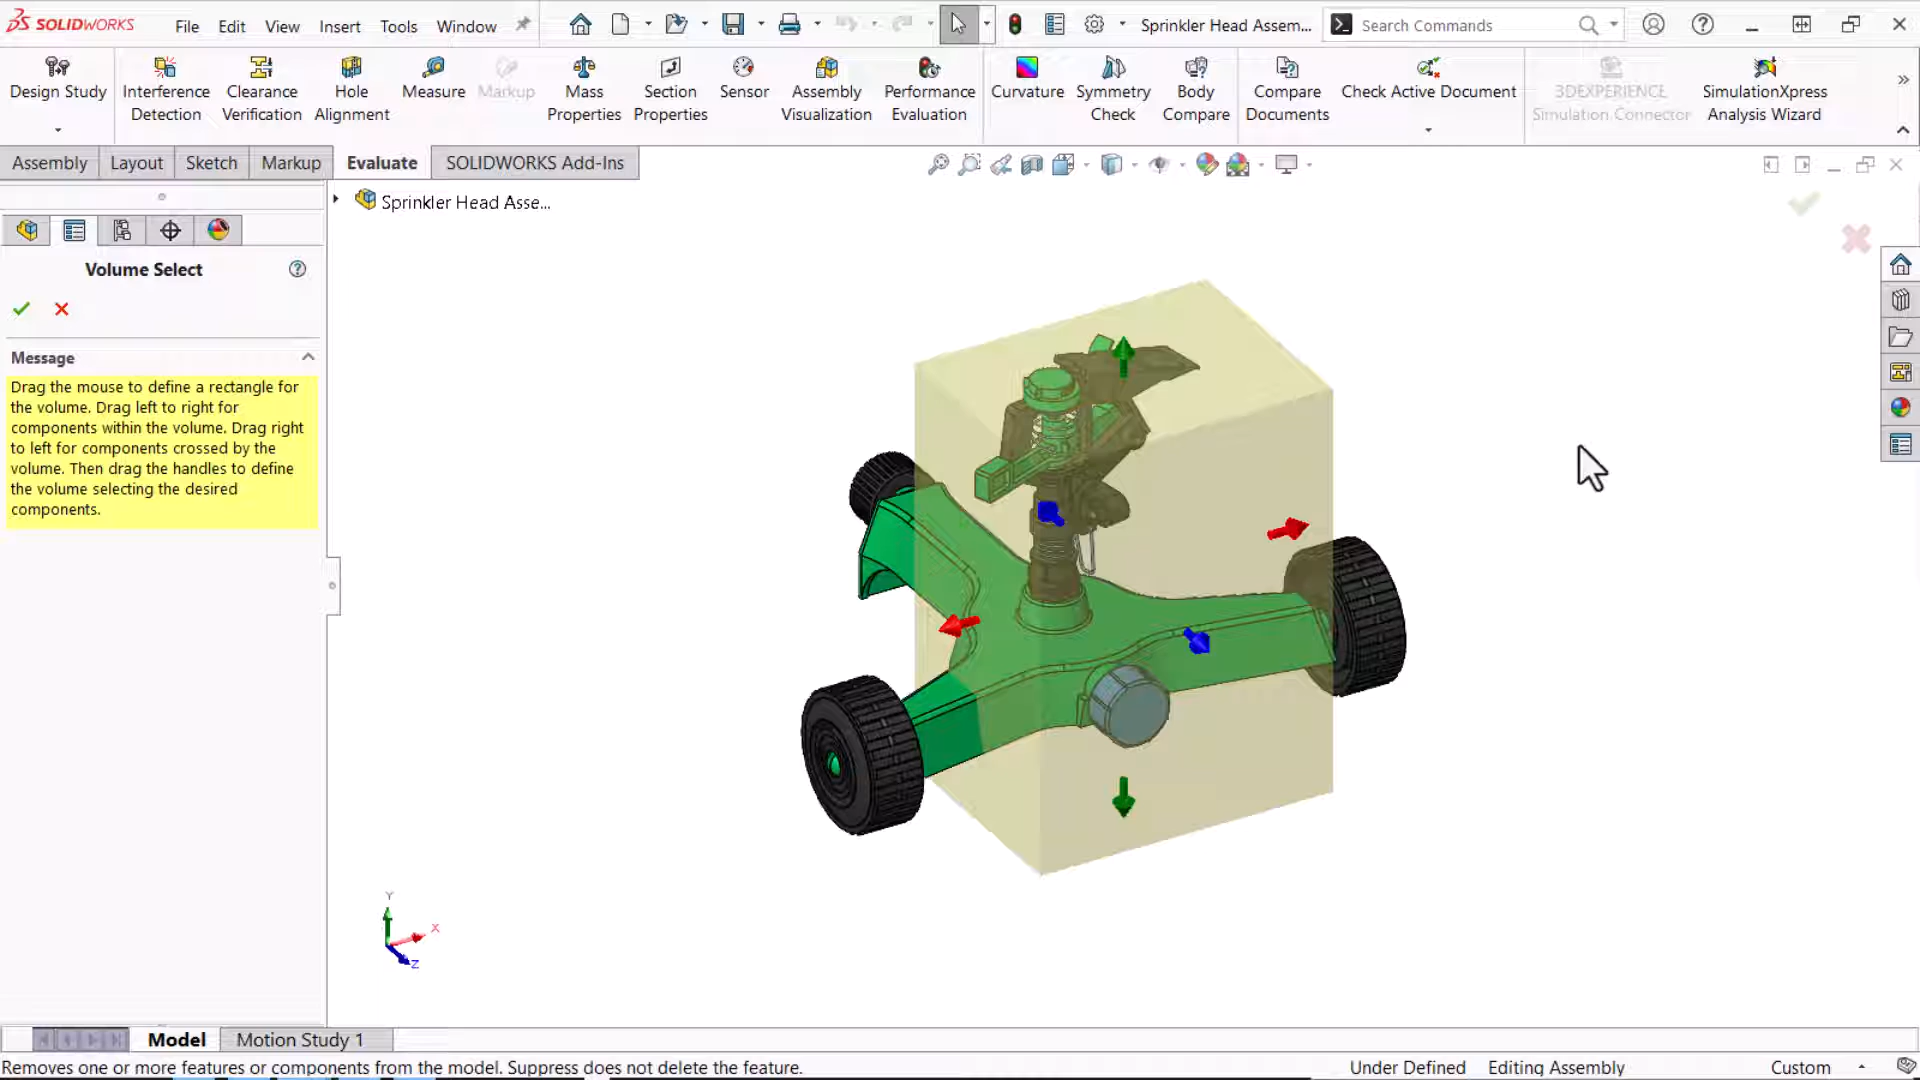 SOLIDWORKS File Edit View Insert Tools Window Sprinkler Head Assem... Search Commands
Design Study Interference Detection Clearance Verification Hole Alignment Measure Markup Mass Properties Section Properties Sensor Assembly Visualization Performance Evaluation Curvature Symmetry Check Body Compare Compare Documents Check Active Document 3DEXPERIENCE Simulation Connector SimulationXpress Analysis Wizard
Assembly Layout Sketch Markup Evaluate SOLIDWORKS Add-Ins
Sprinkler Head Asse...
Volume Select
Message
Drag the mouse to define a rectangle for
the volume. Drag left to right for
components within the volume. Drag right
to left for components crossed by the
volume. Then drag the handles to define
the volume selecting the desired
components.
Y
X
Z
Model Motion Study 1
Removes one or more features or components from the model. Suppress does not delete the feature. Under Defined Editing Assembly Custom